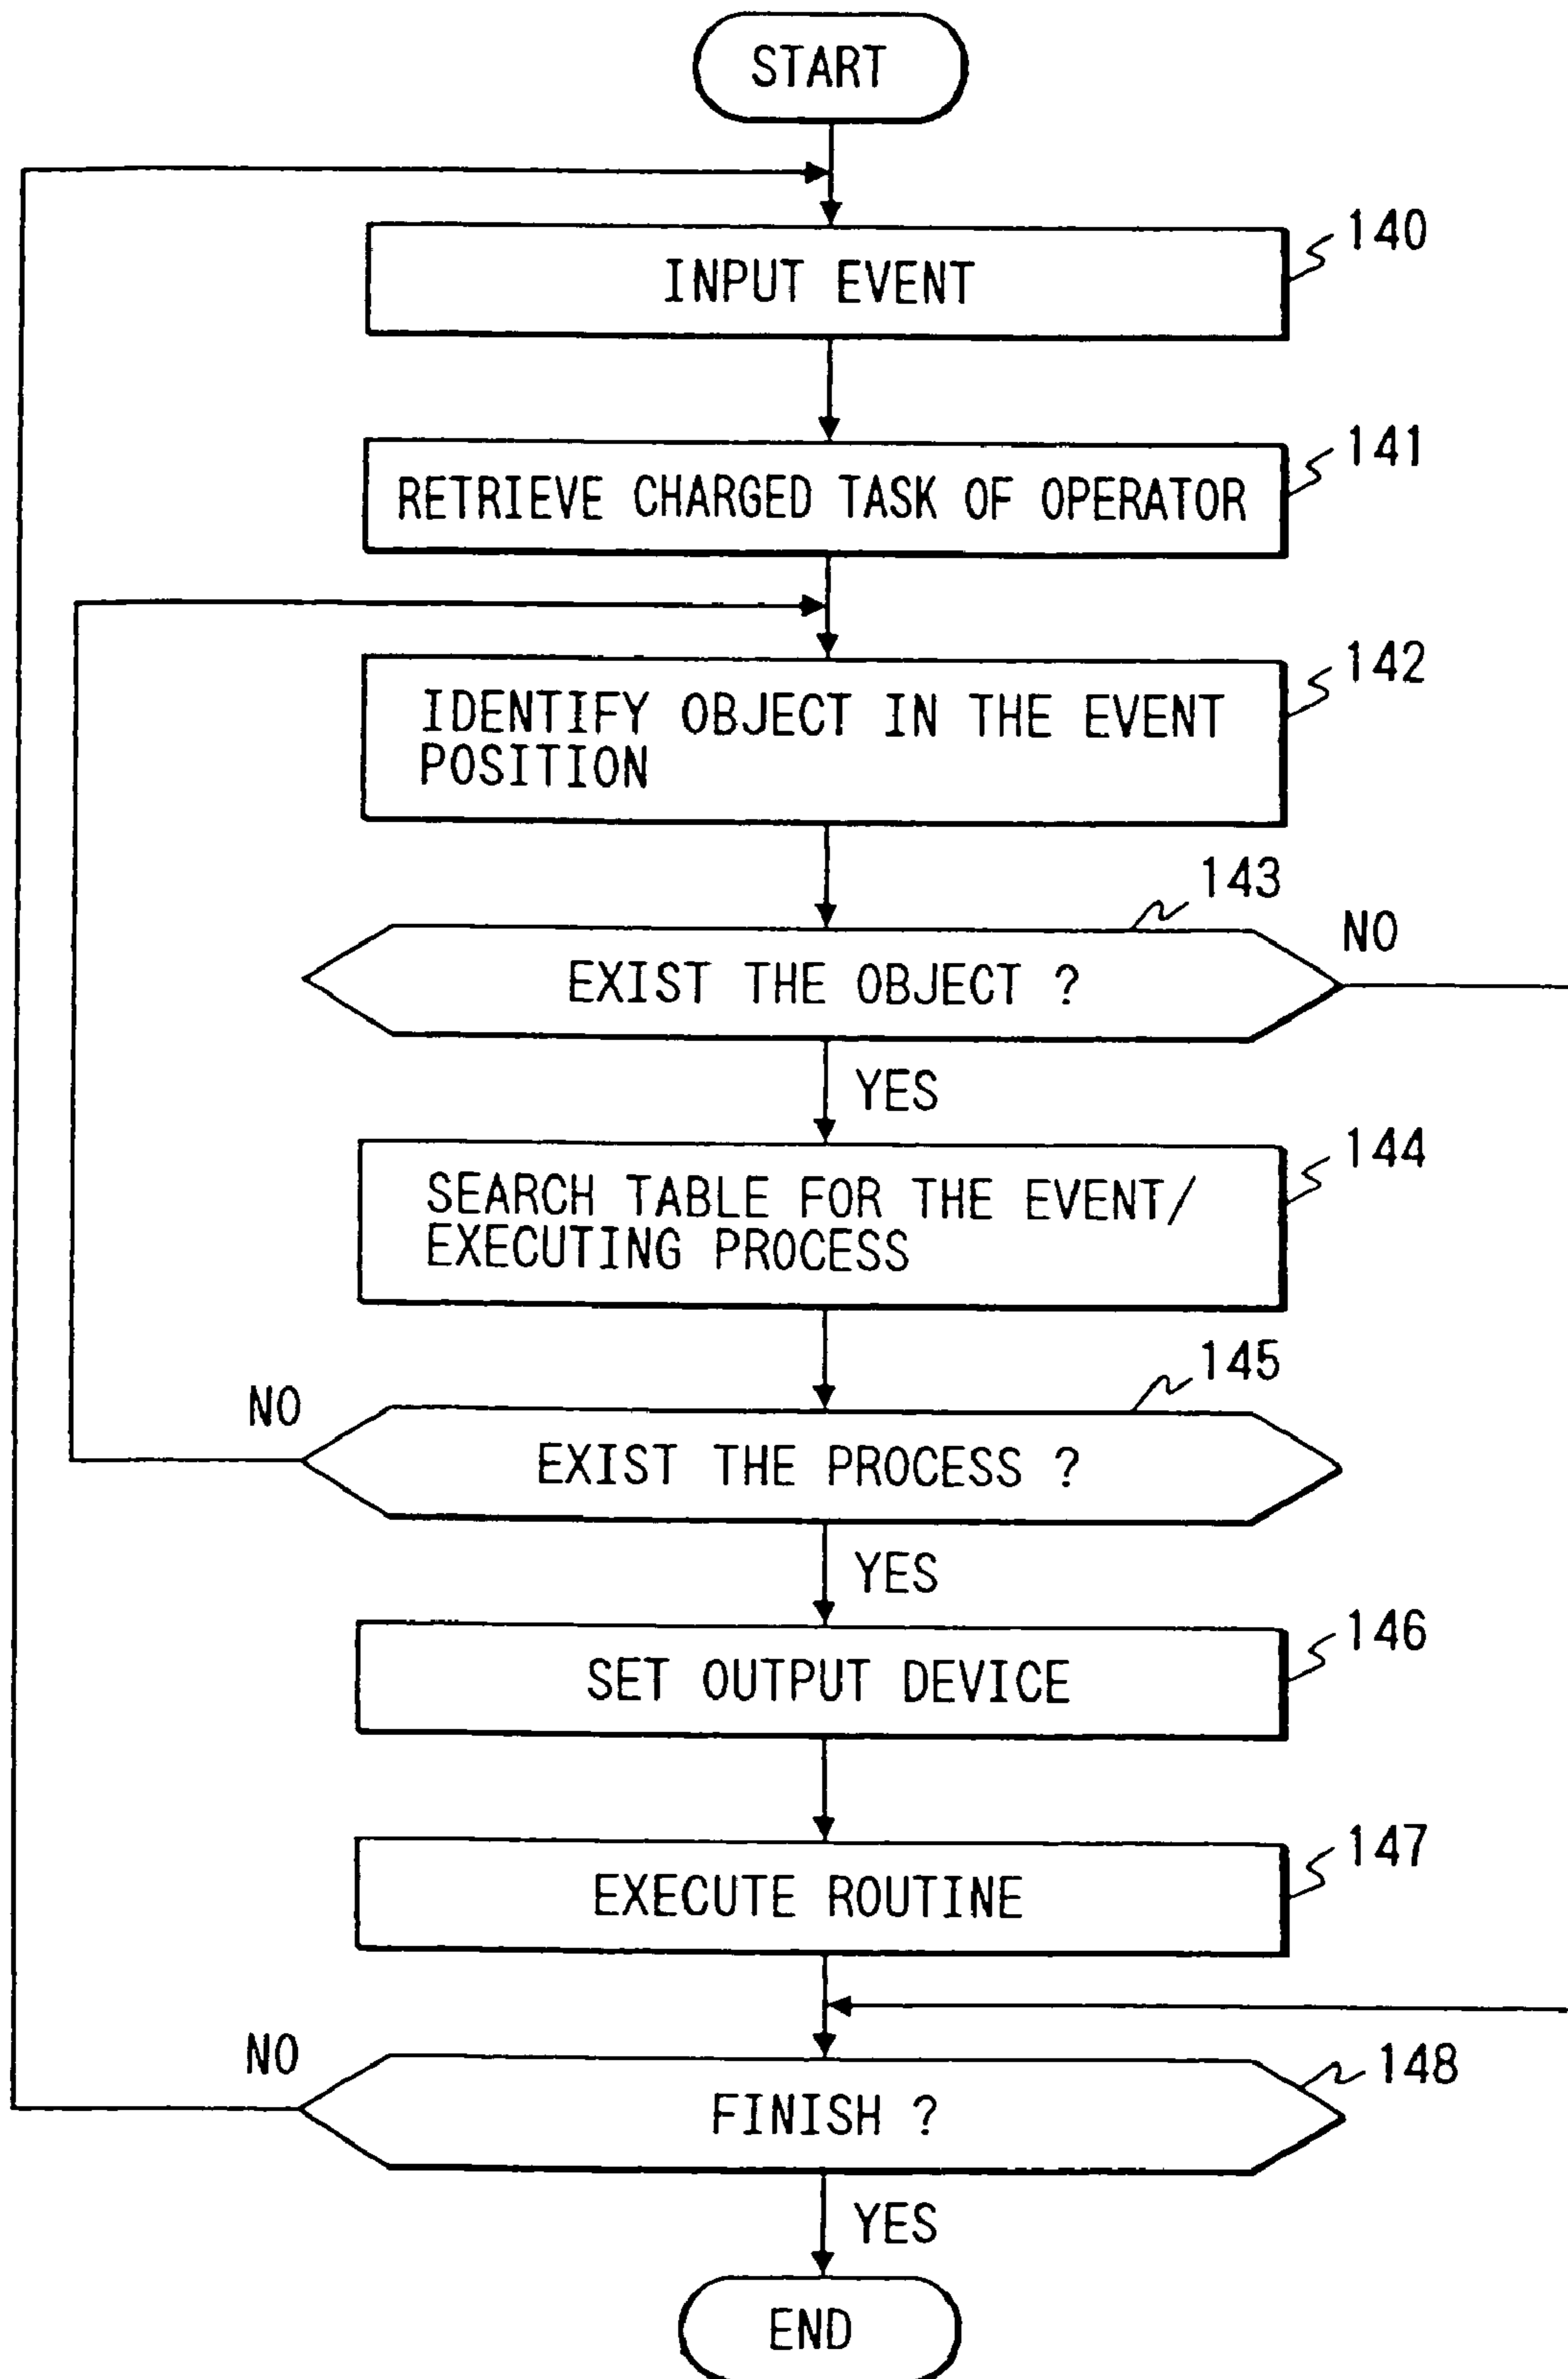 START
140
INPUT EVENT
141
RETRIEVE CHARGED TASK OF OPERATOR
142
IDENTIFY OBJECT IN THE EVENT
POSITION
143
NO
EXIST THE OBJECT ?
YES
144
SEARCH TABLE FOR THE EVENT/
EXECUTING PROCESS
145
NO
EXIST THE PROCESS ?
YES
146
SET OUTPUT DEVICE
147
EXECUTE ROUTINE
NO
148
FINISH ?
YES
END